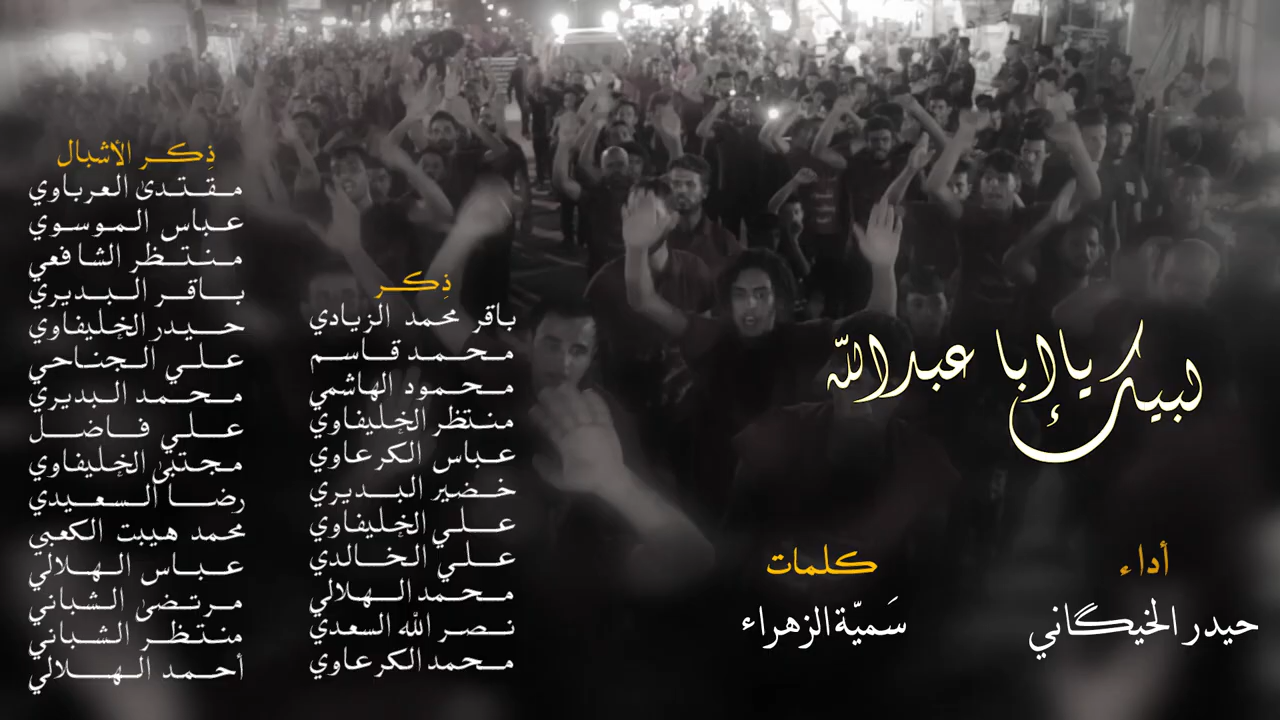 لبيك ياإبا عبدالله
أداء
حيدر الخيكاني
كلمات
سَميّة الزهراء
ذِكر
باقر محمد الزيادي
محمد قاسم
محمود الهاشمي
منتظر الخليفاوي
عباس الكرعاوي
خضير البديري
علي الخليفاوي
علي الخالدي
محمد الهلالي
نصر الله السعدي
محمد الكرعاوي
ذِكر الأشبال
مقتدى العرباوي
عباس الموسوي
منتظر الشافعي
باقر البديري
حيدر الخليفاوي
علي الجناحي
محمد البديري
علي فاضل
مجتبى الخليفاوي
رضا السعيدي
محمد هيبت الكعبي
عباس الهلالي
مرتضى الشباني
منتظر الشباني
أحمد الهلالي